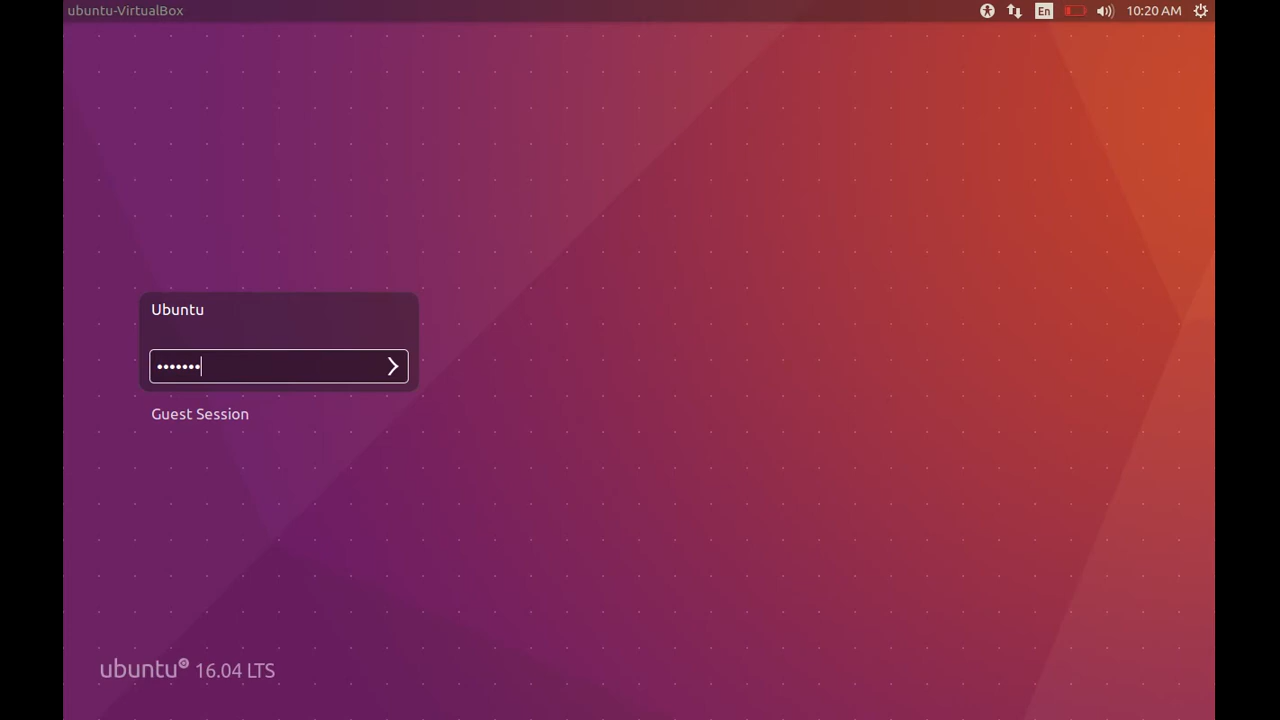 ubuntu-VirtualBox
En
10:20 AM
Ubuntu
•••••••
Guest Session
ubuntu 16.04 LTS